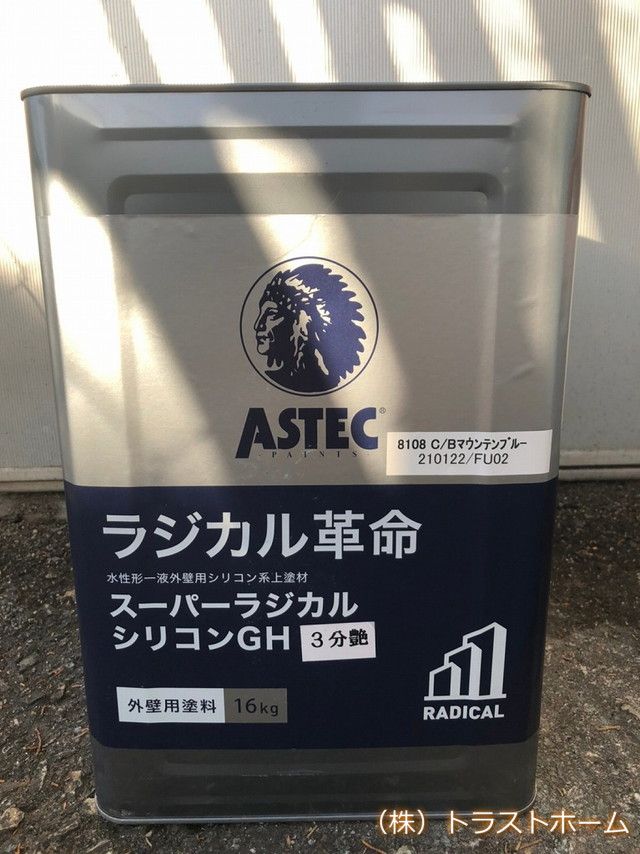 ASTEC®
PAINTS
8108 C/Bマウンテンブルー
210122/FU02
ラジカル革命
水性形一液外壁用シリコン系上塗材
スーパーラジカル
シリコンGH 3分艶
外壁用塗料 16kg
RADICAL
(株)トラストホーム